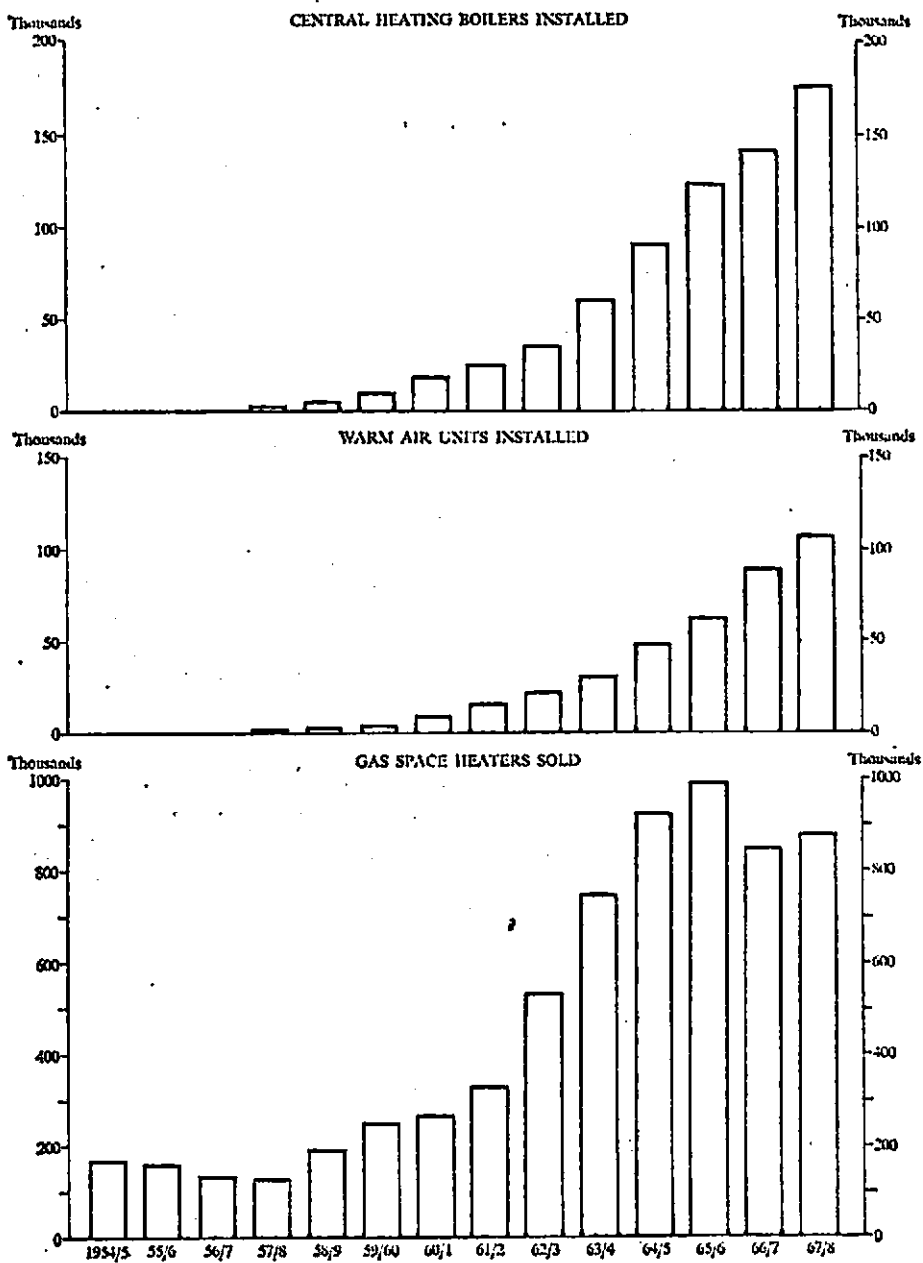 CENTRAL HEATING BOILERS INSTALLED
Thousands Thousands
200 200
150 150
100 100
50 50
0 0
WARM AIR UNITS INSTALLED
Thousands Thousands
150 150
100 100
50 50
0 0
GAS SPACE HEATERS SOLD
Thousands Thousands
1000 1000
800 800
600 600
400 400
200 200
0 0
1954/5 55/6 56/7 57/8 58/9 59/60 60/1 61/2 62/3 63/4 64/5 65/6 66/7 67/8